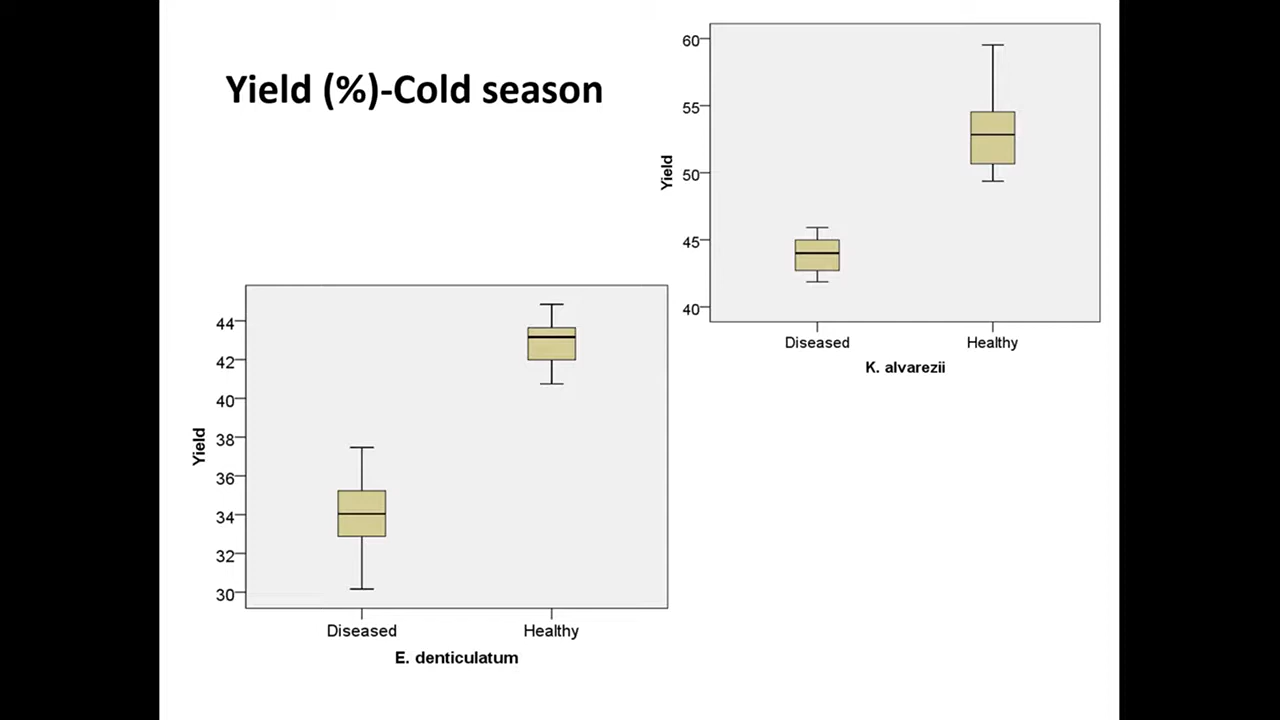 Yield (%)-Cold season
60
55
50
45
40
Yield
Diseased Healthy
K. alvarezii
44
42
40
38
36
34
32
30
Yield
Diseased Healthy
E. denticulatum